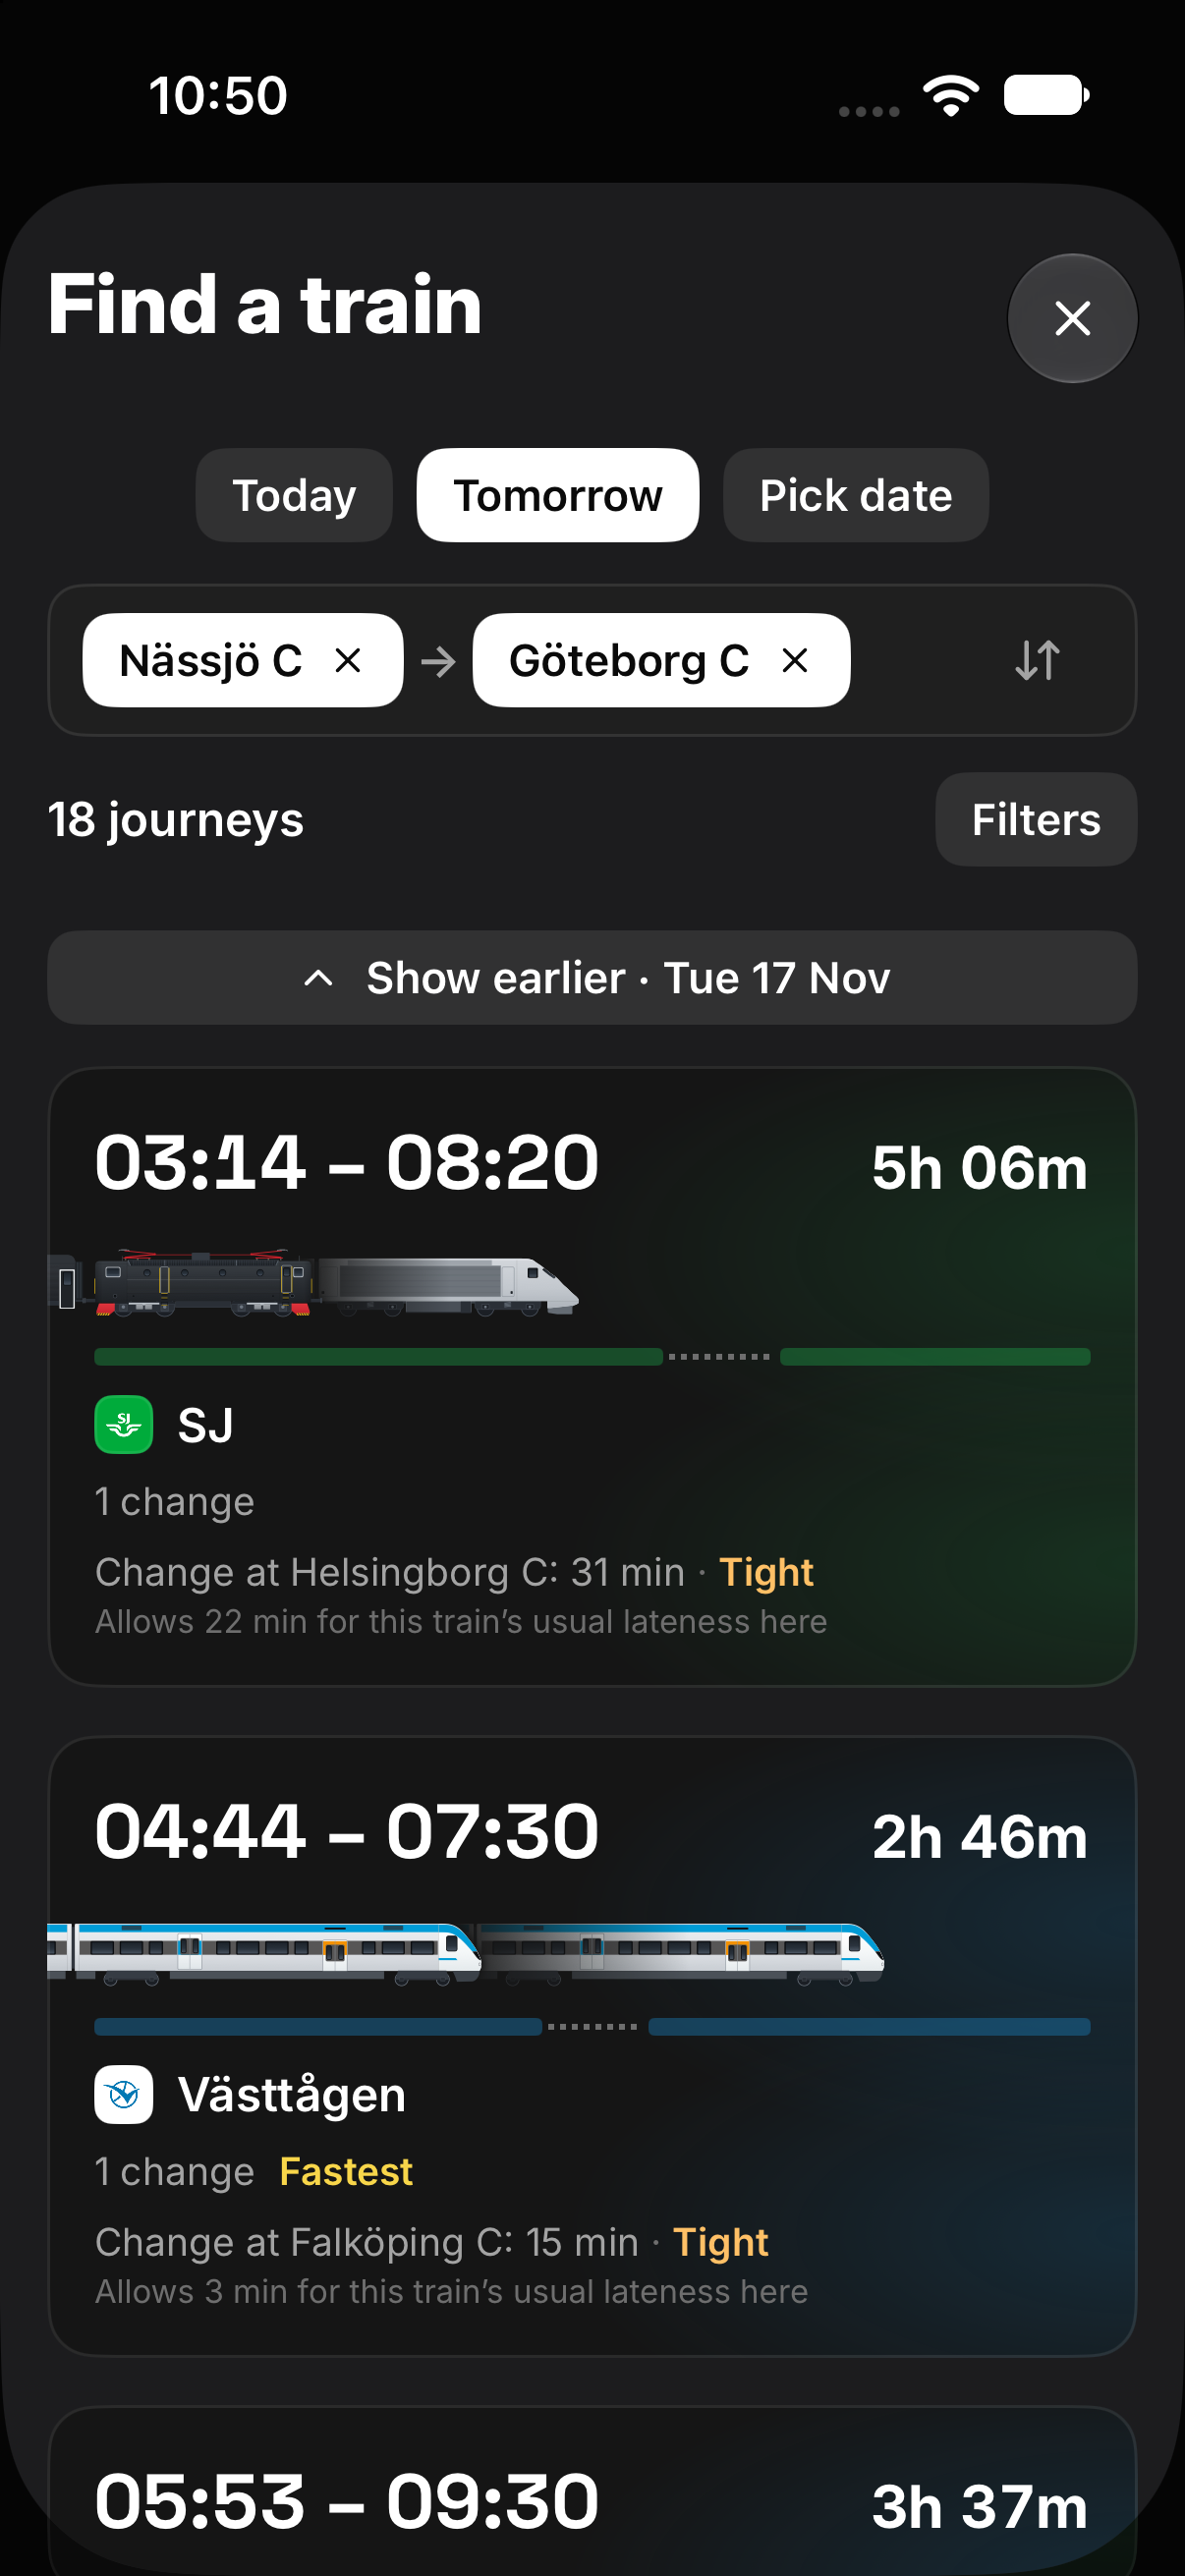 10:50
Find a train
Today Tomorrow Pick date
Nässjö C Göteborg C
18 journeys Filters
Show earlier · Tue 17 Nov
03:14 – 08:20 5h 06m
SJ SJ
1 change
Change at Helsingborg C: 31 min · Tight
Allows 22 min for this train’s usual lateness here
04:44 – 07:30 2h 46m
Västtågen
1 change Fastest
Change at Falköping C: 15 min · Tight
Allows 3 min for this train’s usual lateness here
05:53 – 09:30 3h 37m